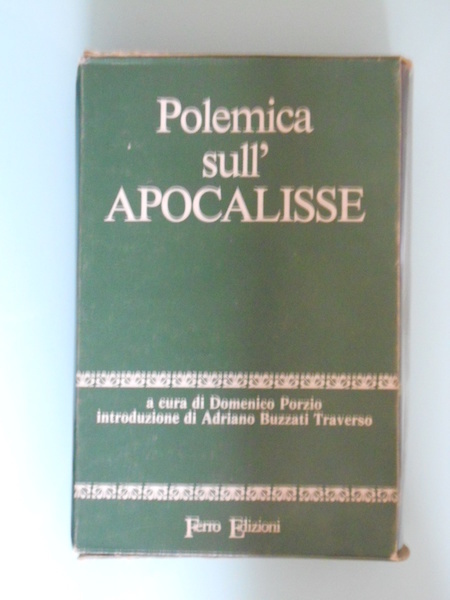 Polemica
sull'
APOCALISSE
a cura di Domenico Porzio
introduzione di Adriano Buzzati Traverso
Ferro Edizioni